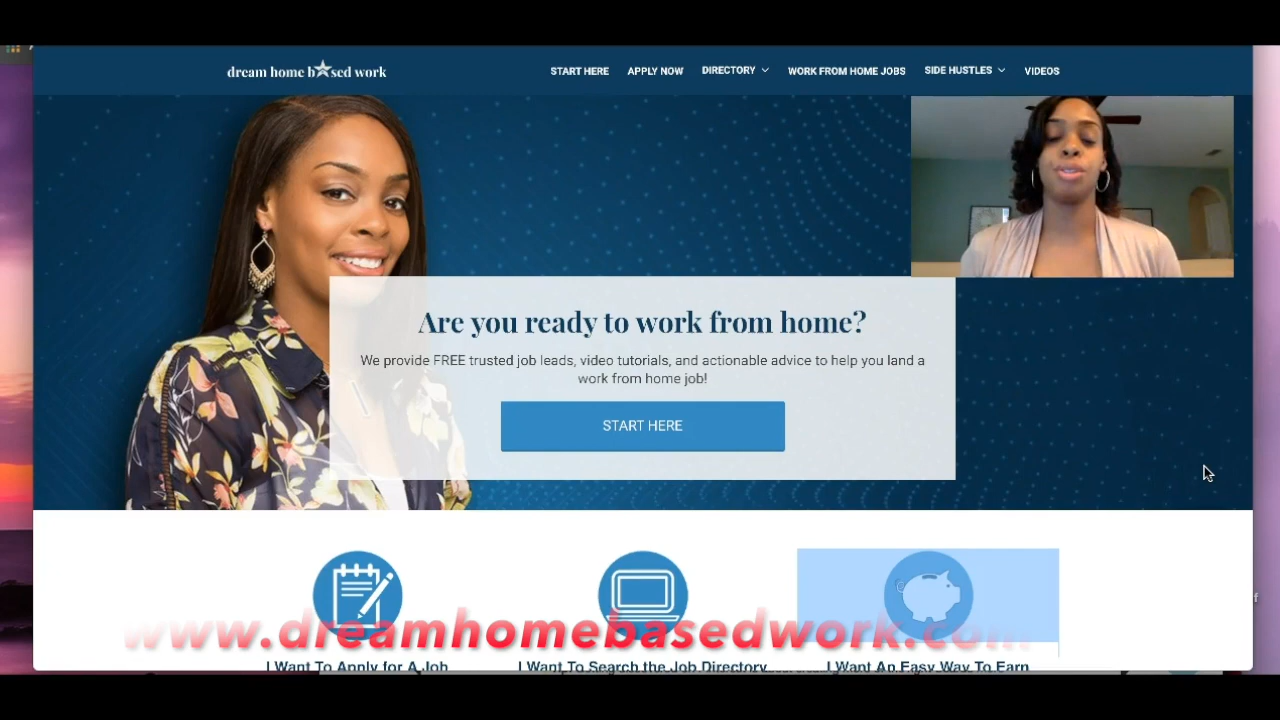 dream home b★sed work
START HERE
APPLY NOW
DIRECTORY
WORK FROM HOME JOBS
SIDE HUSTLES
VIDEOS
Are you ready to work from home?
We provide FREE trusted job leads, video tutorials, and actionable advice to help you land a
work from home job!
START HERE
www.dreamhomebasedwork.com
I Want To Apply for A Job
I Want To Search the Job Directory
I Want An Easy Way To Earn